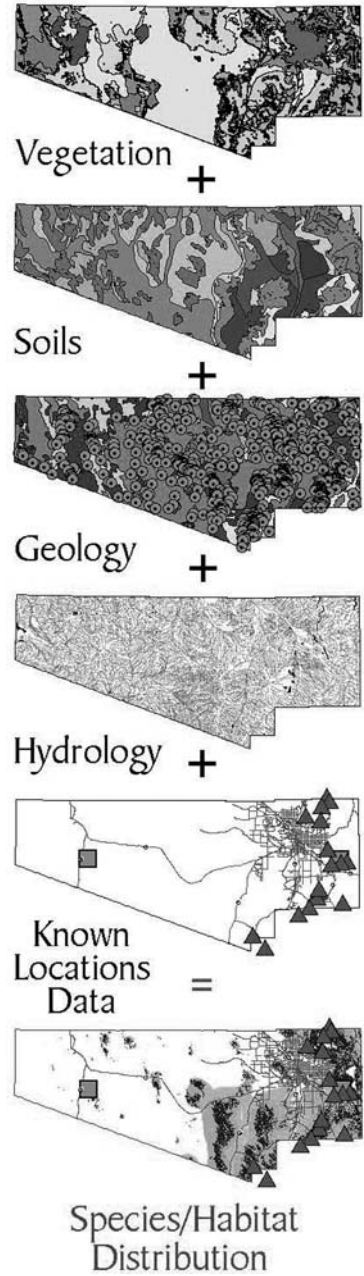 Vegetation
+
Soils
+
Geology
+
Hydrology
+
Known
Locations
Data
=
Species/Habitat
Distribution